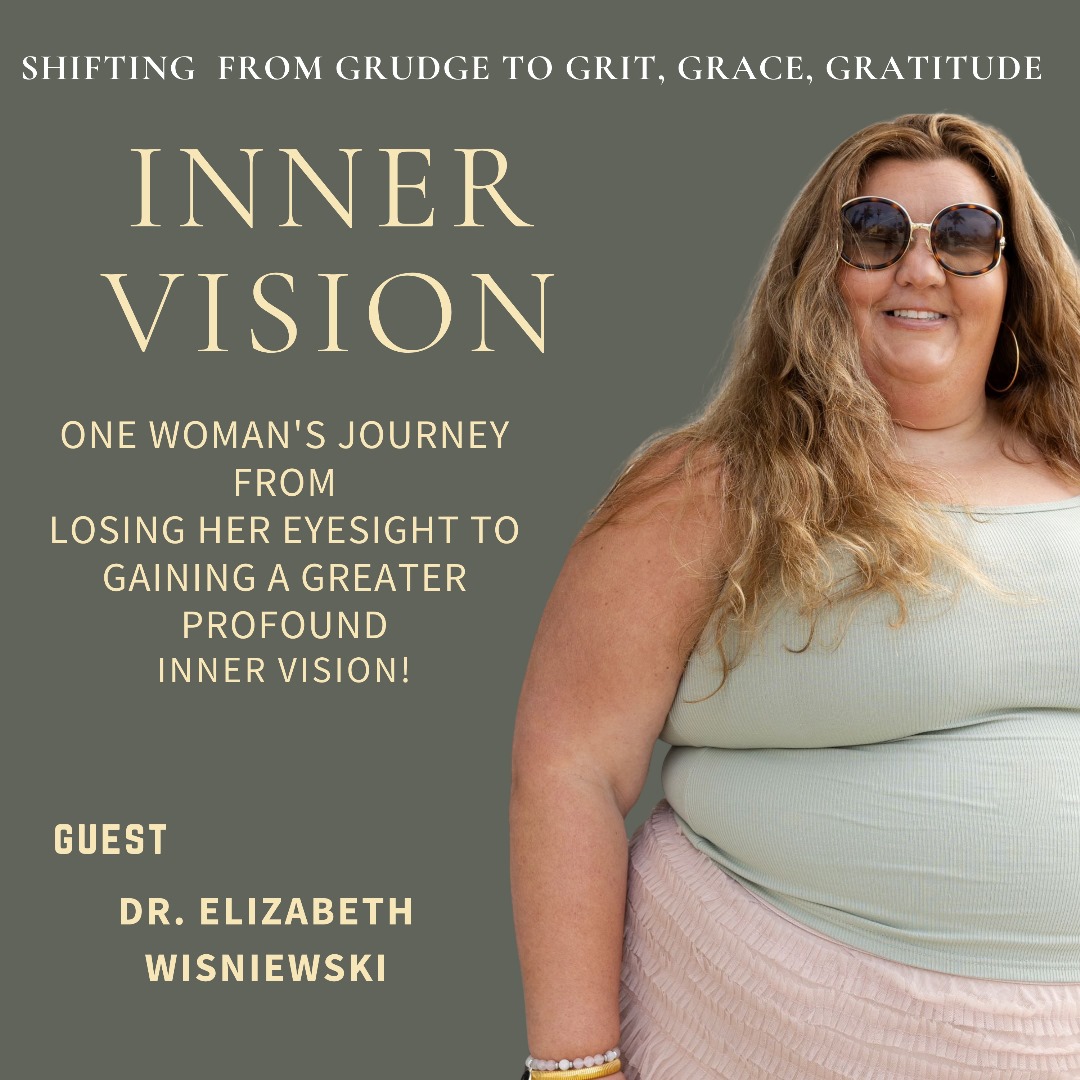 SHIFTING FROM GRUDGE TO GRIT, GRACE, GRATITUDE
INNER
VISION
ONE WOMAN'S JOURNEY
FROM
LOSING HER EYESIGHT TO
GAINING A GREATER
PROFOUND
INNER VISION!
GUEST
DR. ELIZABETH
WISNIEWSKI